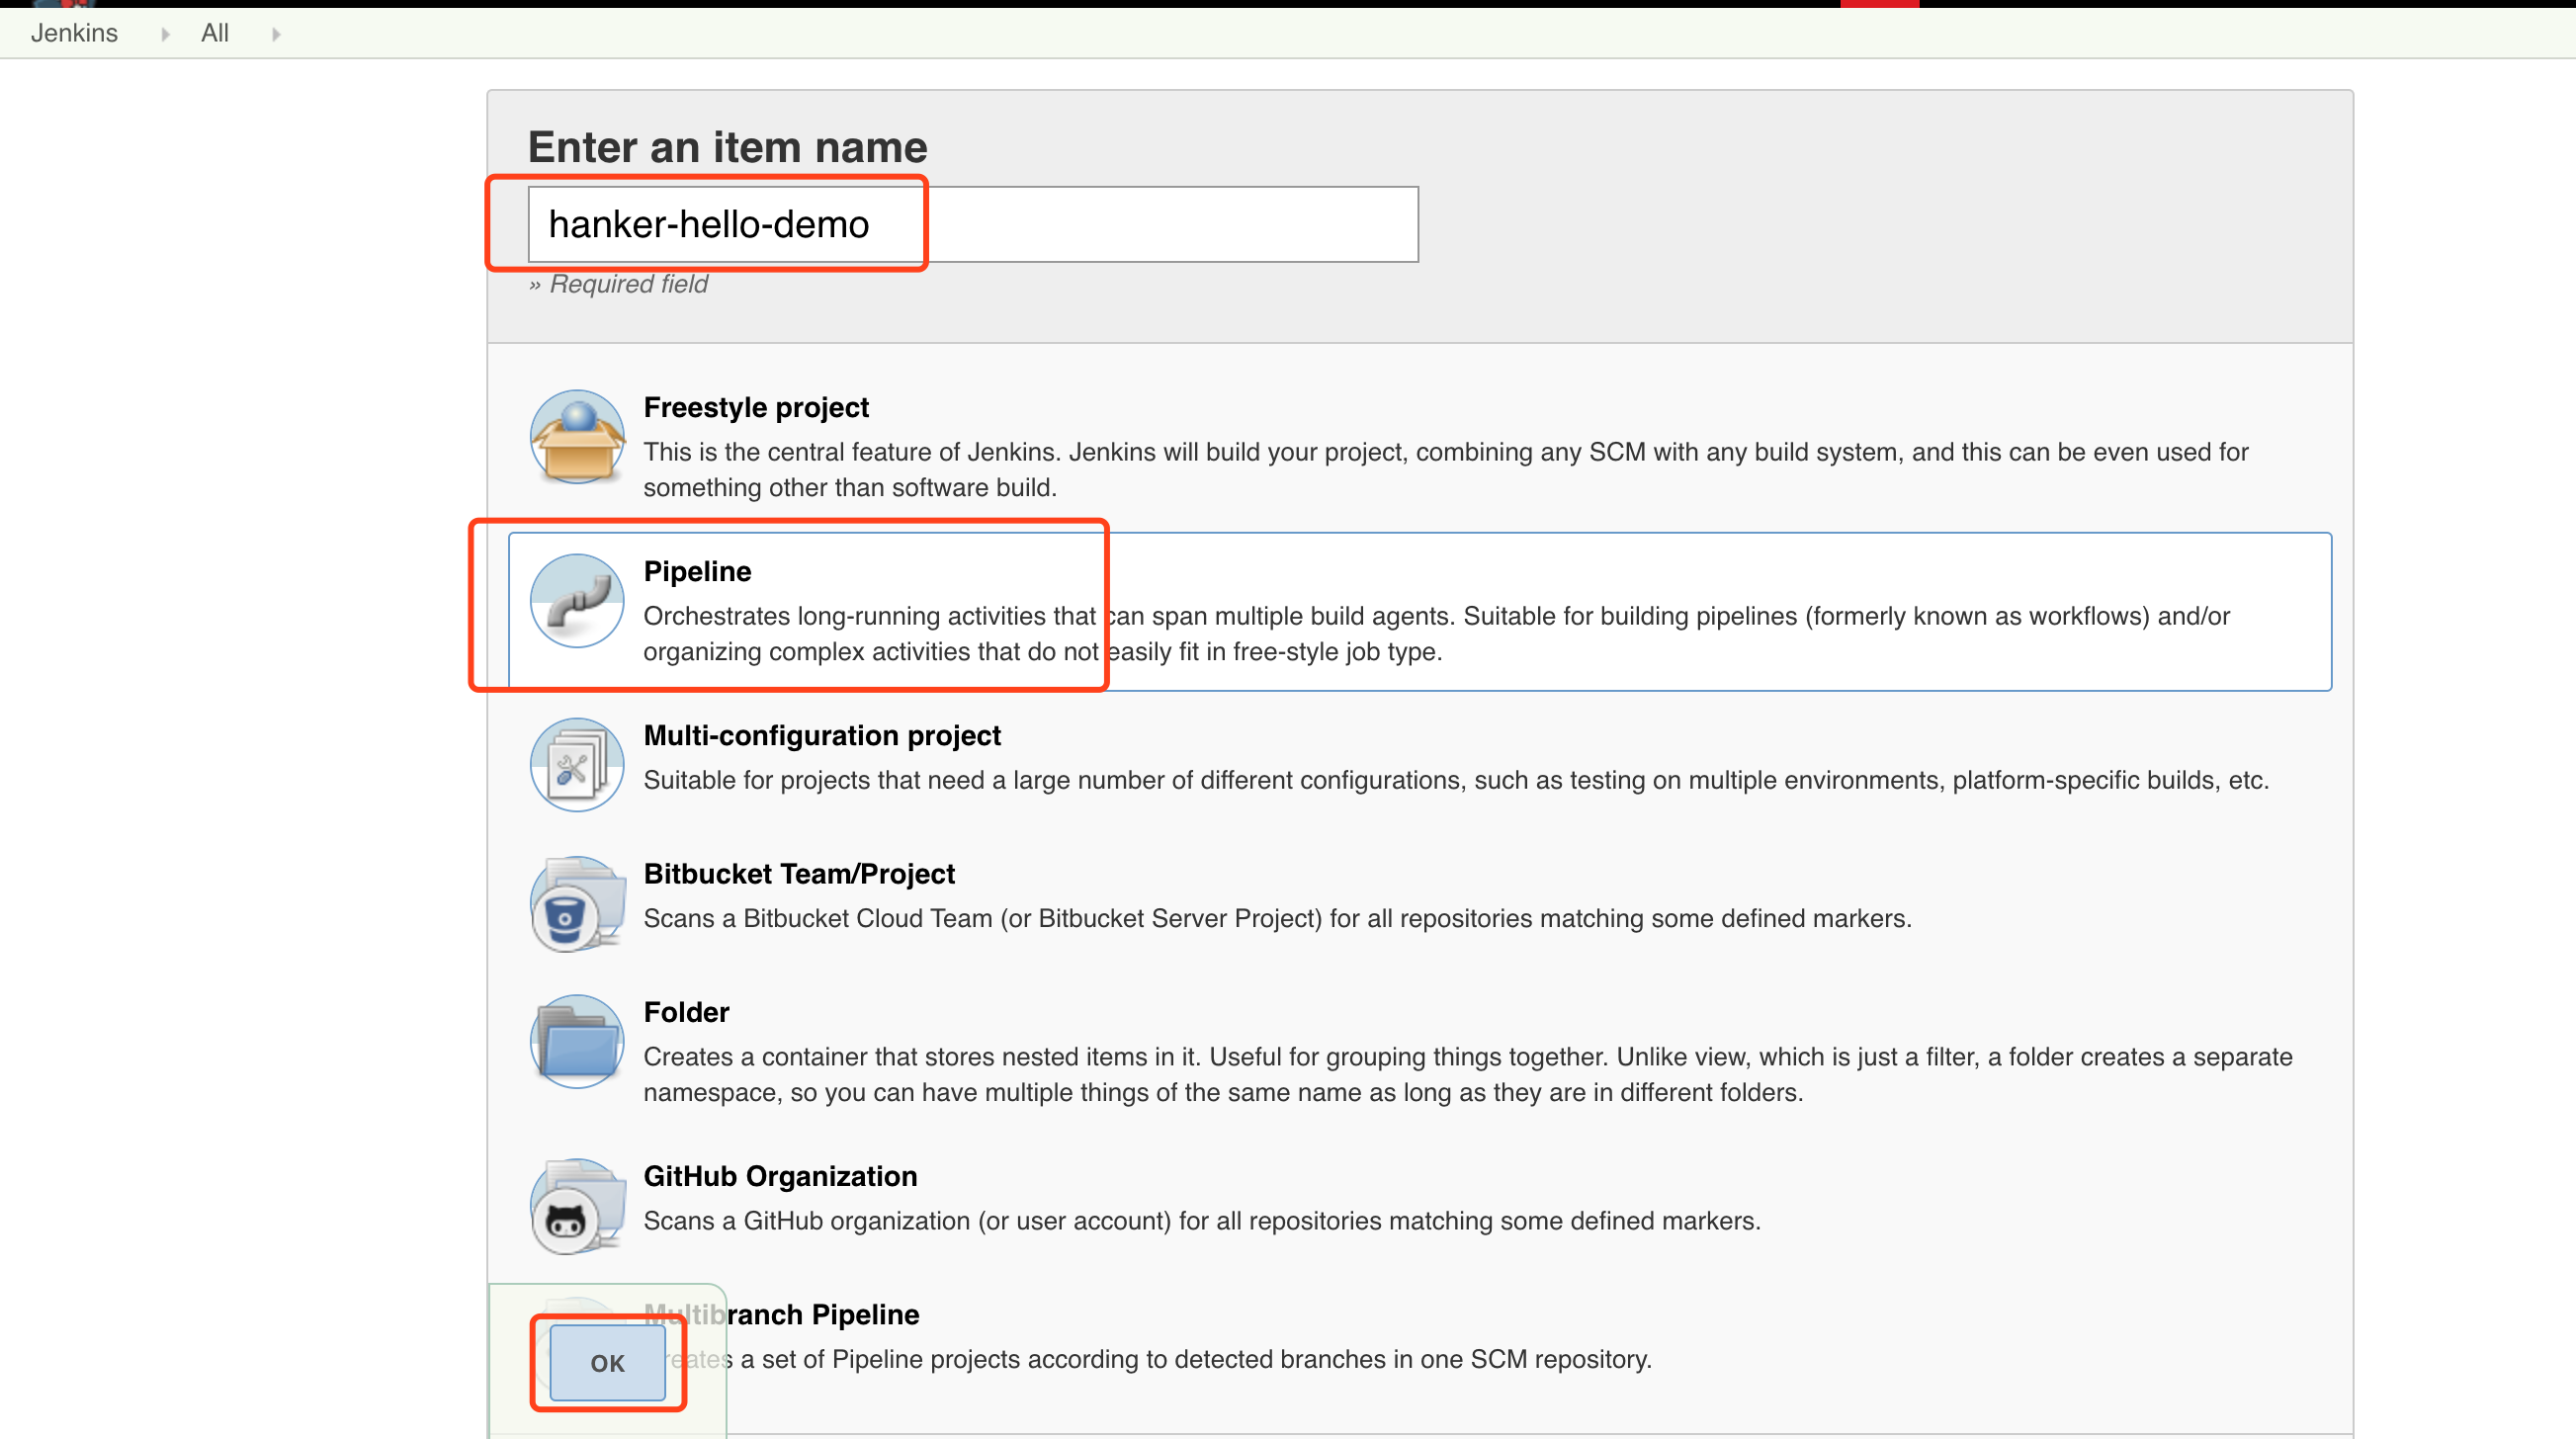 Jenkins
All
Enter an item name
hanker-hello-demo
» Required field
Freestyle project
This is the central feature of Jenkins. Jenkins will build your project, combining any SCM with any build system, and this can be even used for
something other than software build.
Pipeline
Orchestrates long-running activities that can span multiple build agents. Suitable for building pipelines (formerly known as workflows) and/or
organizing complex activities that do not easily fit in free-style job type.
Multi-configuration project
Suitable for projects that need a large number of different configurations, such as testing on multiple environments, platform-specific builds, etc.
Bitbucket Team/Project
Scans a Bitbucket Cloud Team (or Bitbucket Server Project) for all repositories matching some defined markers.
Folder
Creates a container that stores nested items in it. Useful for grouping things together. Unlike view, which is just a filter, a folder creates a separate
namespace, so you can have multiple things of the same name as long as they are in different folders.
GitHub Organization
Scans a GitHub organization (or user account) for all repositories matching some defined markers.
Multibranch Pipeline
reates a set of Pipeline projects according to detected branches in one SCM repository.
OK